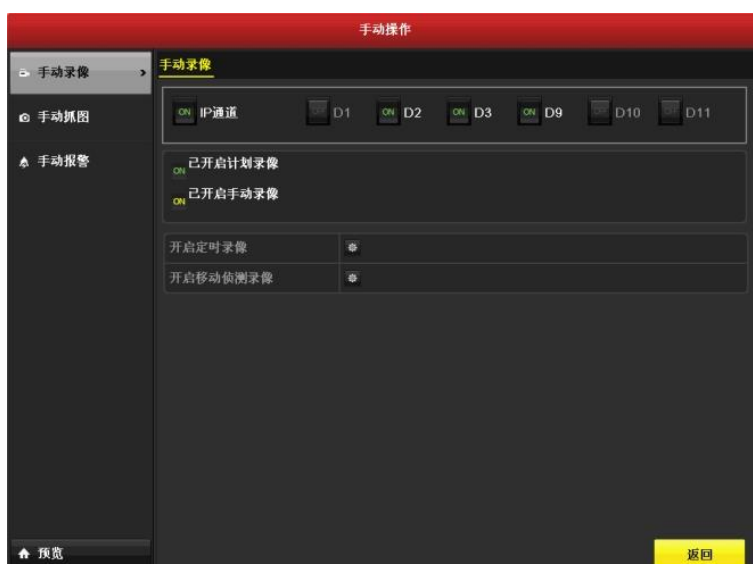 手动操作
手动录像
手动抓图
手动报警
预览
手动录像
ON IP通道 OFF D1 ON D2 ON D3 ON D9 OFF D10 OFF D11
ON 已开启计划录像
ON 已开启手动录像
开启定时录像
开启移动侦测录像
返回